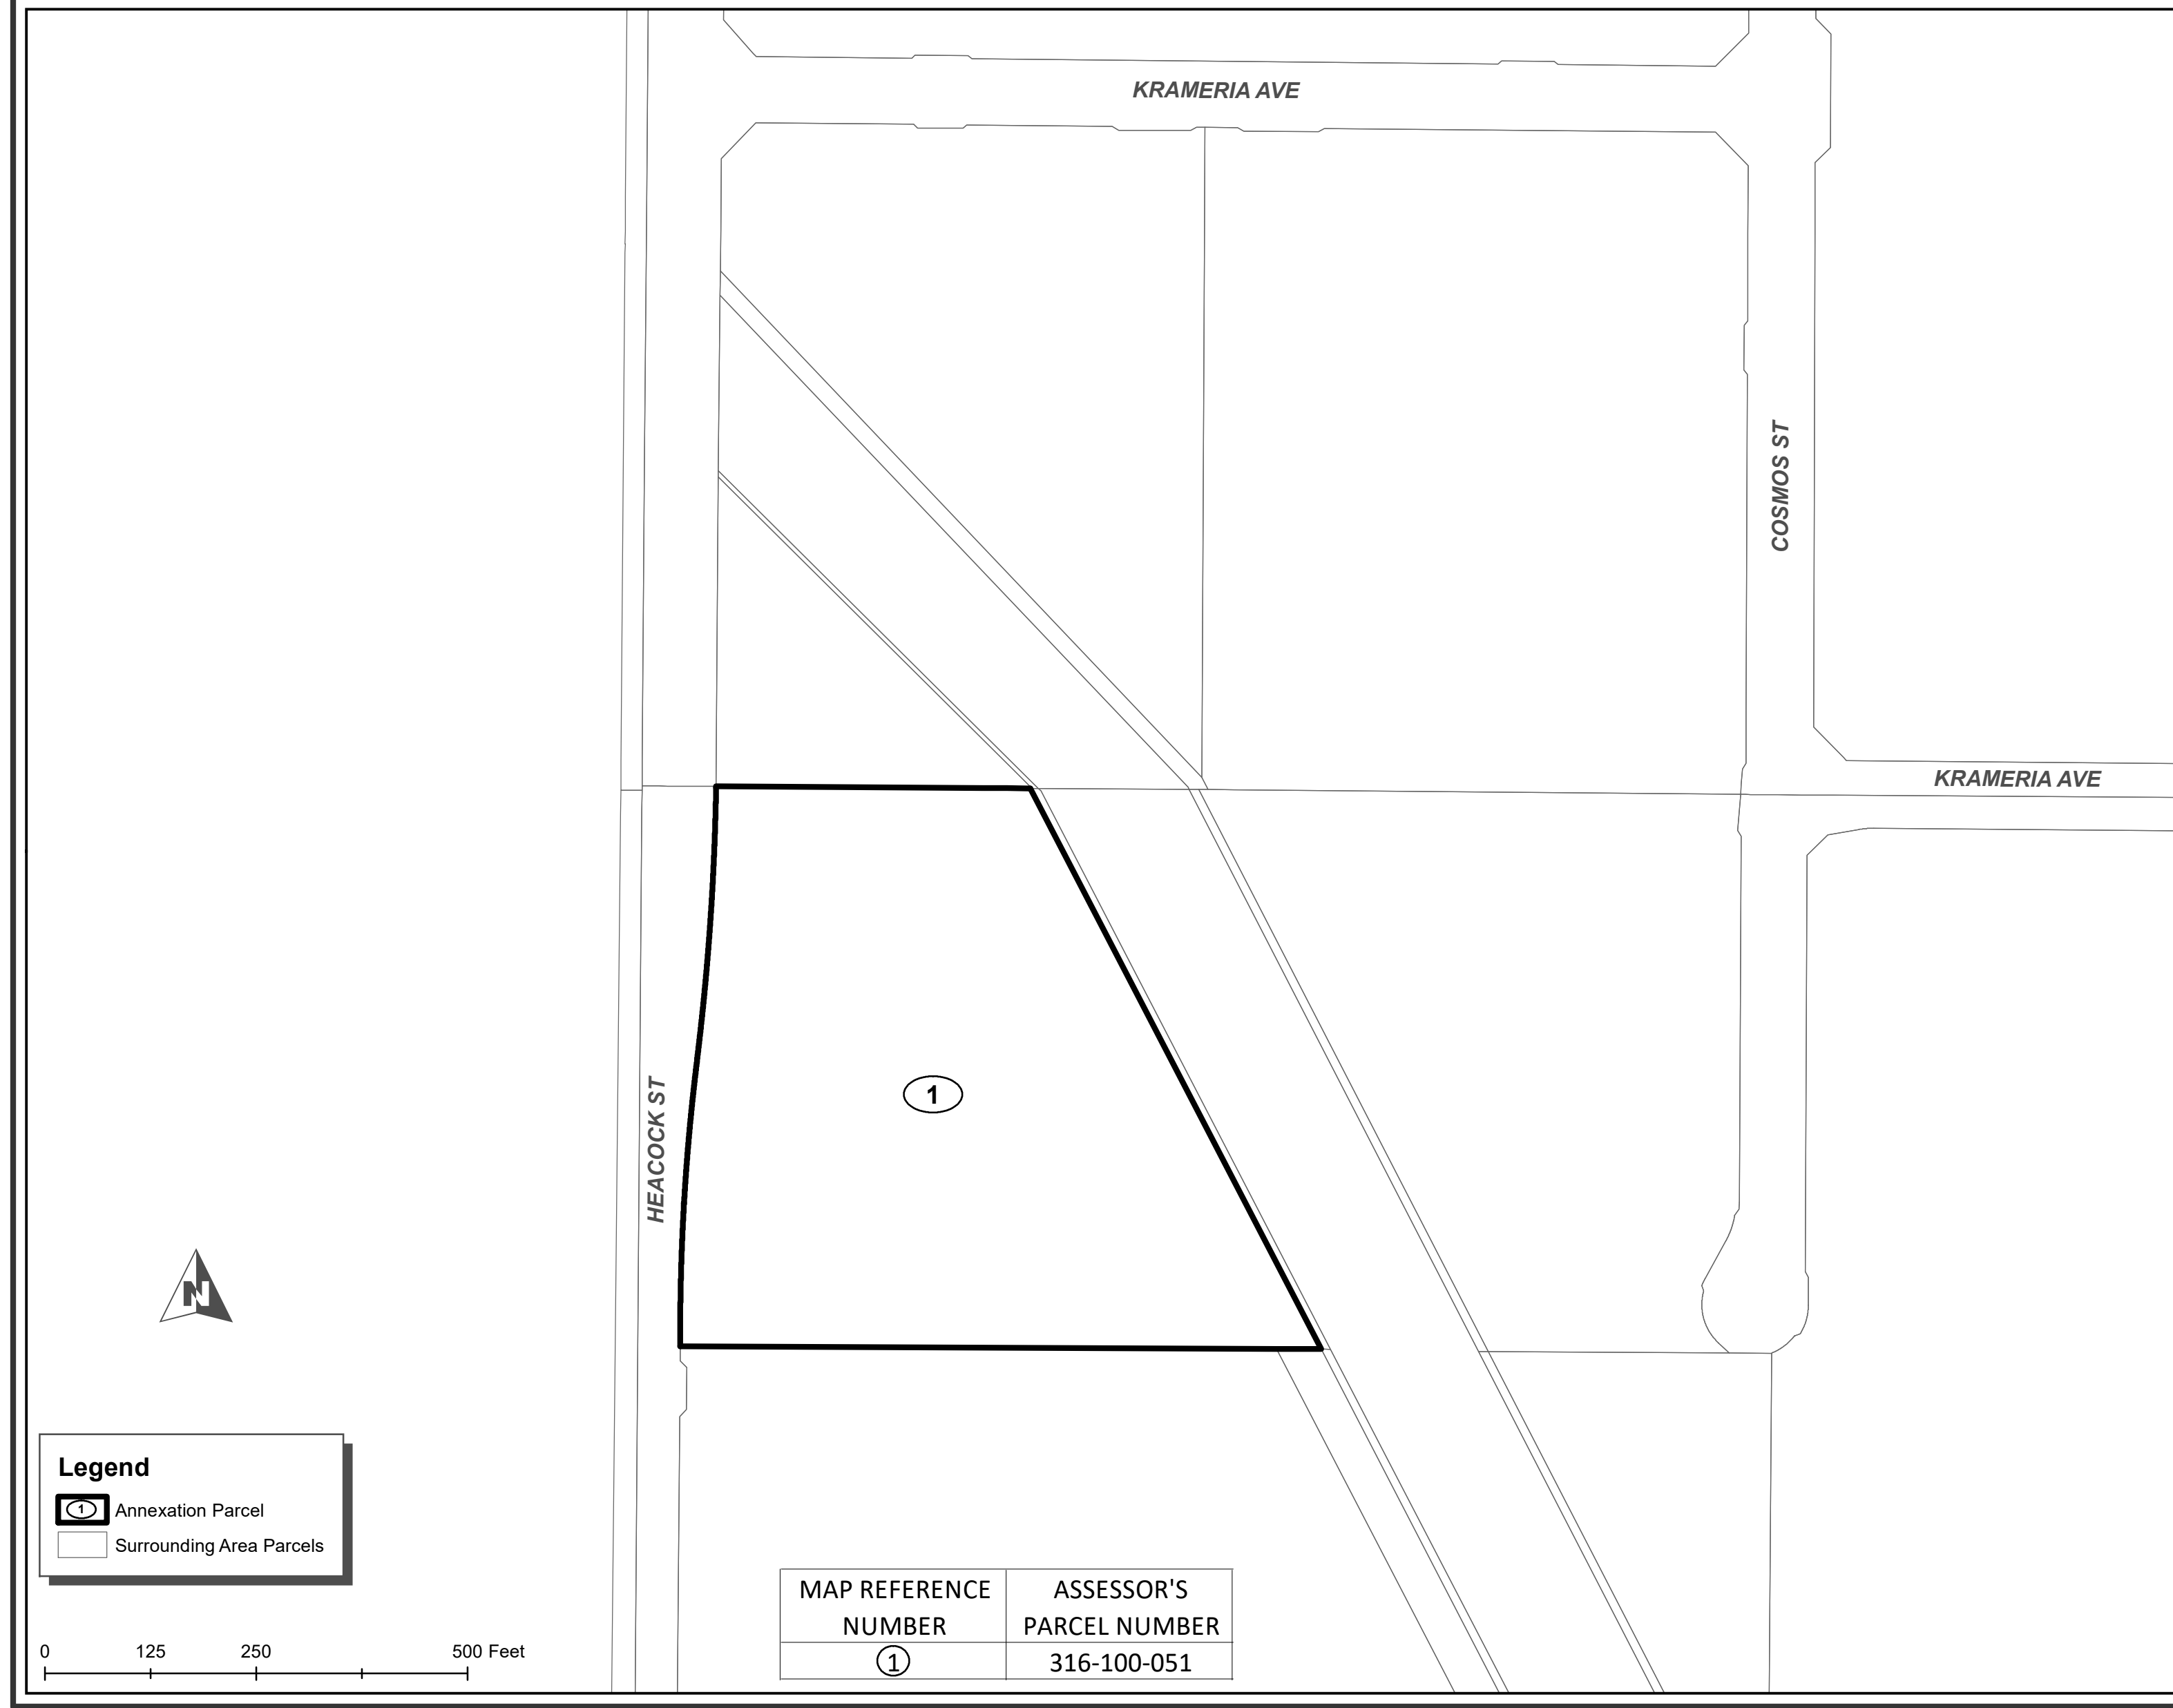 KRAMERIA AVE
COSMOS ST
KRAMERIA AVE
1
HEACOCK ST
N
Legend
1 Annexation Parcel
Surrounding Area Parcels
0 125 250 500 Feet
MAP REFERENCE NUMBER
ASSESSOR'S PARCEL NUMBER
1 316-100-051